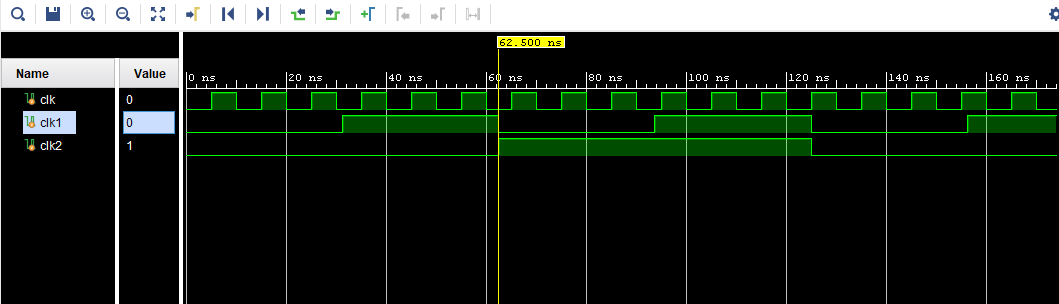 62.500 ns
Name Value
0 ns 20 ns 40 ns 60 ns 80 ns 100 ns 120 ns 140 ns 160 ns
clk 0
clk1 0
clk2 1